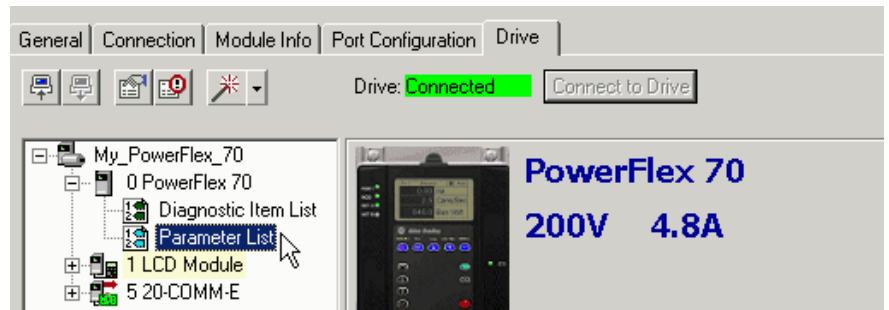 General Connection Module Info Port Configuration Drive
Drive: Connected Connect to Drive
My_PowerFlex_70
0 PowerFlex 70
Diagnostic Item List
Parameter List
1 LCD Module
5 20-COMM-E
PowerFlex 70
200V 4.8A